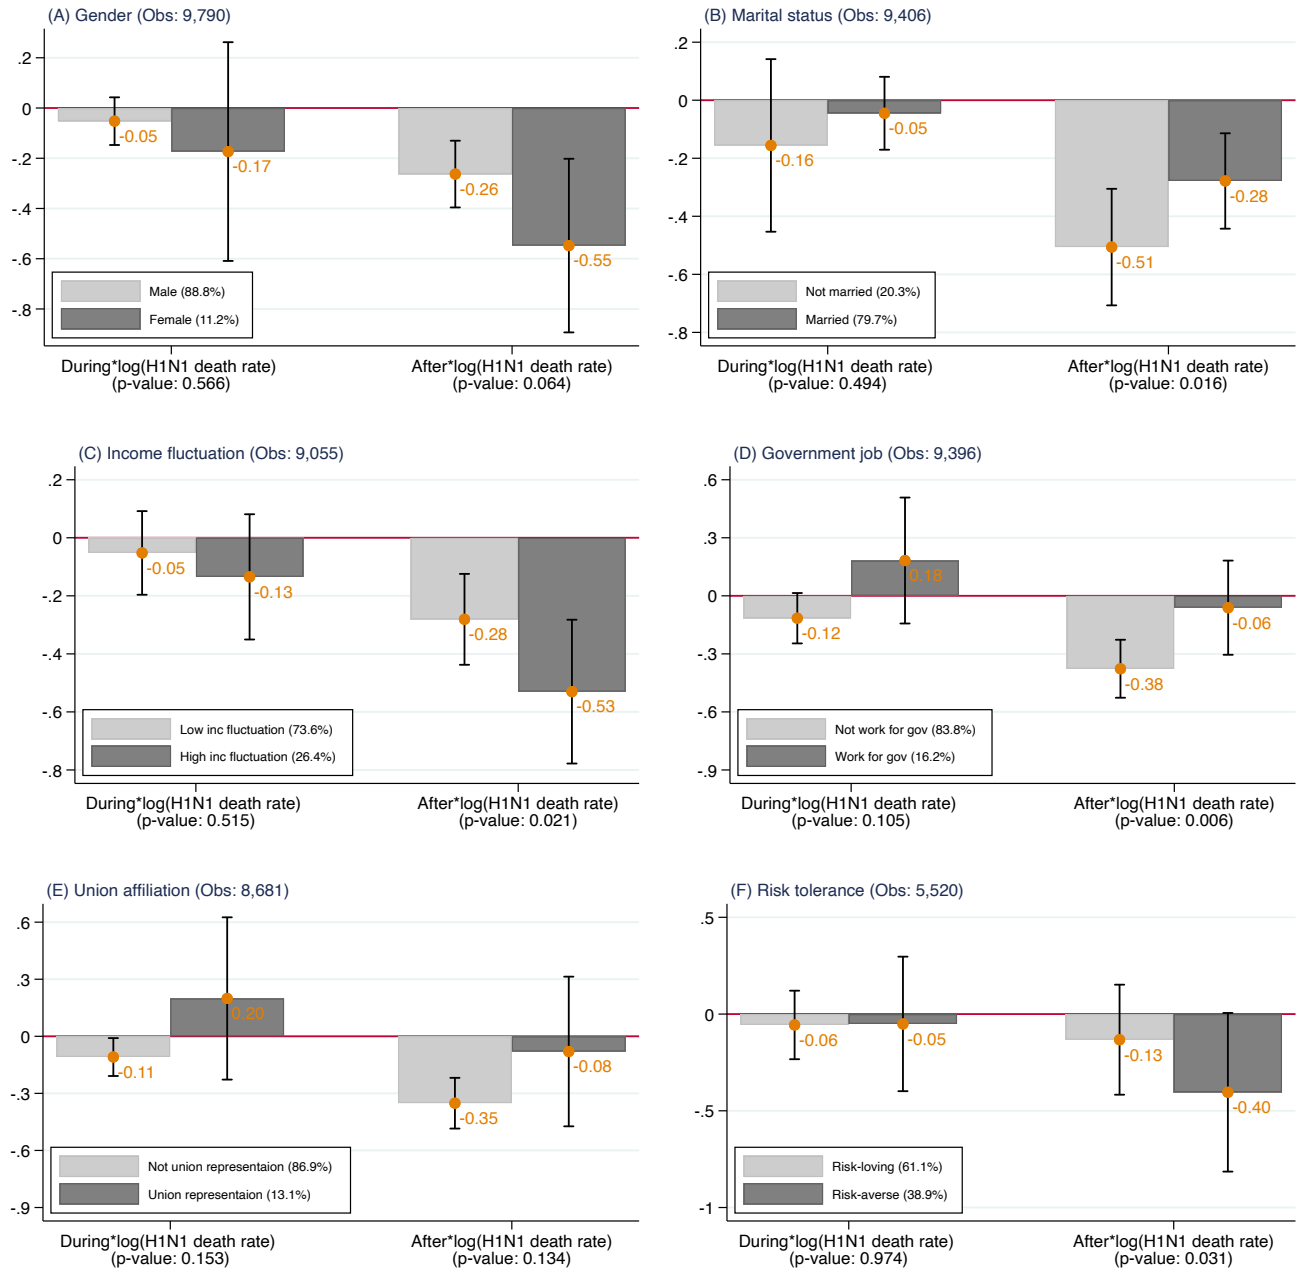 (A) Gender (Obs: 9,790)
.2
0
-.2
-.4
-.6
-.8
-0.05
-0.17
-0.26
-0.55
Male (88.8%)
Female (11.2%)
During*log(H1N1 death rate)
(p-value: 0.566)
After*log(H1N1 death rate)
(p-value: 0.064)
(B) Marital status (Obs: 9,406)
.2
0
-.2
-.4
-.6
-.8
-0.16
-0.05
-0.51
-0.28
Not married (20.3%)
Married (79.7%)
During*log(H1N1 death rate)
(p-value: 0.494)
After*log(H1N1 death rate)
(p-value: 0.016)
(C) Income fluctuation (Obs: 9,055)
.2
0
-.2
-.4
-.6
-.8
-0.05
-0.13
-0.28
-0.53
Low inc fluctuation (73.6%)
High inc fluctuation (26.4%)
During*log(H1N1 death rate)
(p-value: 0.515)
After*log(H1N1 death rate)
(p-value: 0.021)
(D) Government job (Obs: 9,396)
.6
.3
0
-.3
-.6
-.9
-0.12
0.18
-0.38
-0.06
Not work for gov (83.8%)
Work for gov (16.2%)
During*log(H1N1 death rate)
(p-value: 0.105)
After*log(H1N1 death rate)
(p-value: 0.006)
(E) Union affiliation (Obs: 8,681)
.6
.3
0
-.3
-.6
-.9
-0.11
0.20
-0.35
-0.08
Not union representaion (86.9%)
Union representaion (13.1%)
During*log(H1N1 death rate)
(p-value: 0.153)
After*log(H1N1 death rate)
(p-value: 0.134)
(F) Risk tolerance (Obs: 5,520)
.5
0
-.5
-1
-0.06
-0.05
-0.13
-0.40
Risk-loving (61.1%)
Risk-averse (38.9%)
During*log(H1N1 death rate)
(p-value: 0.974)
After*log(H1N1 death rate)
(p-value: 0.031)